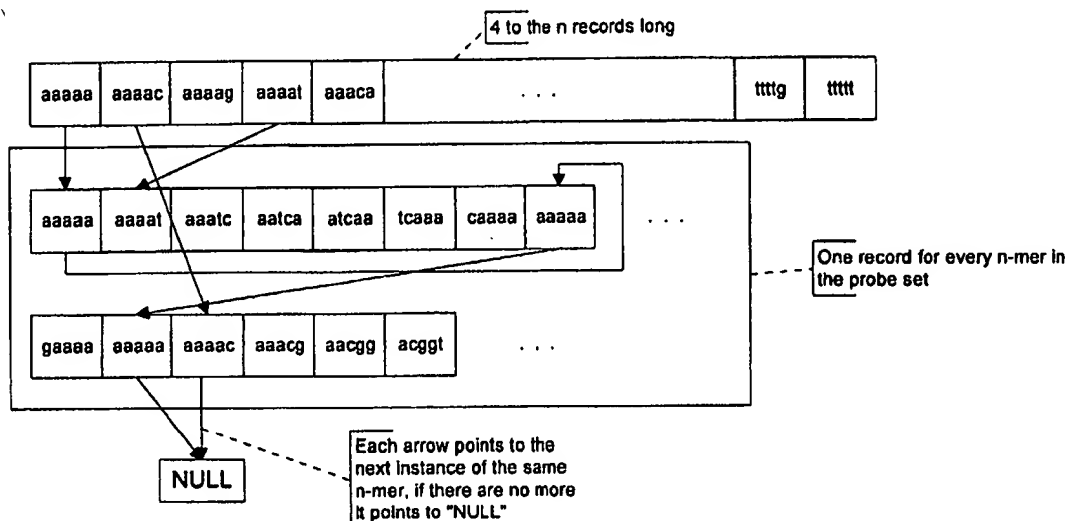 4 to the n records long
aaaaa aaaac aaaag aaaat aaaca . . . ttttg ttttt
aaaaa aaaat aaatc aatca atcaa tcaaa caaaa aaaaa . . .
One record for every n-mer in
the probe set
gaaaa aaaaa aaaac aaacg aacgg acggt . . .
Each arrow points to the
next instance of the same
n-mer, if there are no more
it points to "NULL"
NULL